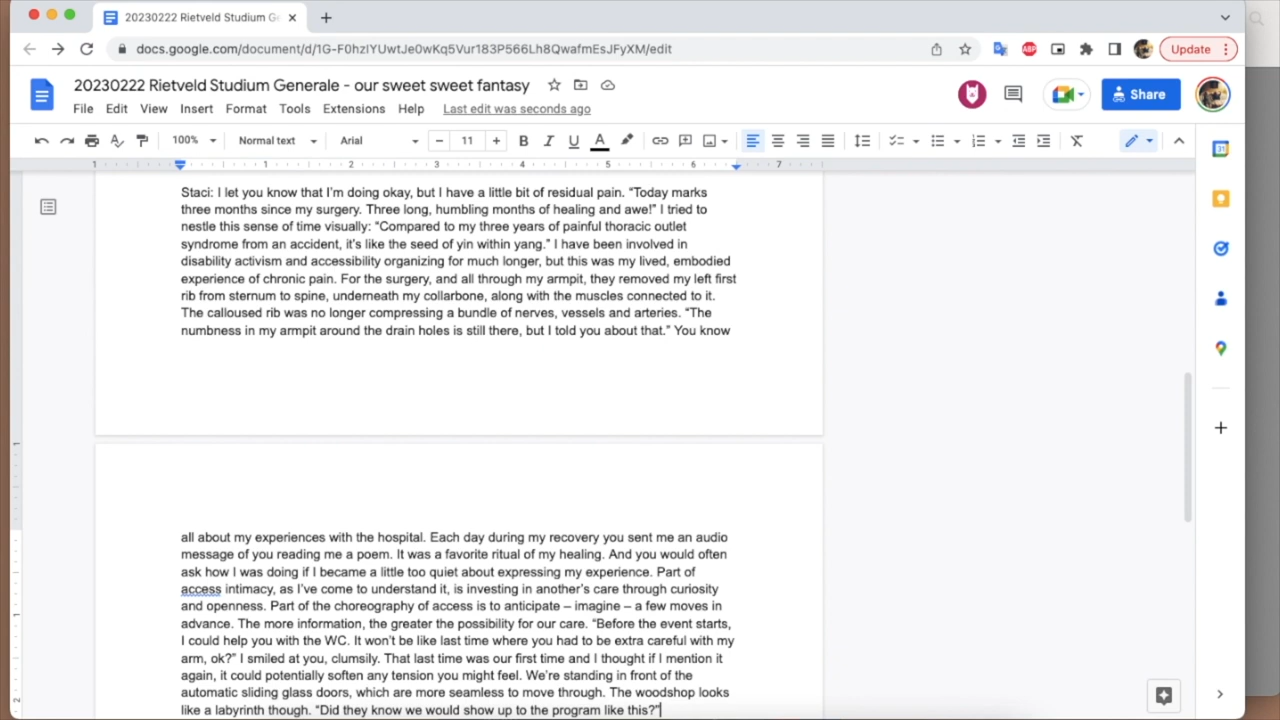 20230222 Rietveld Studium Ge
docs.google.com/document/d/1G-F0hzIYUwtJe0wKq5Vur183P566Lh8QwafmEsJFyXM/edit
ABP
Update
20230222 Rietveld Studium Generale - our sweet sweet fantasy
Share
File Edit View Insert Format Tools Extensions Help Last edit was seconds ago
100% Normal text Arial 11 B I U A
1 1 2 3 4 5 6 7
31
Staci: I let you know that I'm doing okay, but I have a little bit of residual pain. “Today marks
three months since my surgery. Three long, humbling months of healing and awe!” I tried to
nestle this sense of time visually: “Compared to my three years of painful thoracic outlet
syndrome from an accident, it's like the seed of yin within yang.” I have been involved in
disability activism and accessibility organizing for much longer, but this was my lived, embodied
experience of chronic pain. For the surgery, and all through my armpit, they removed my left first
rib from sternum to spine, underneath my collarbone, along with the muscles connected to it.
The calloused rib was no longer compressing a bundle of nerves, vessels and arteries. “The
numbness in my armpit around the drain holes is still there, but I told you about that.” You know
1
all about my experiences with the hospital. Each day during my recovery you sent me an audio
message of you reading me a poem. It was a favorite ritual of my healing. And you would often
ask how I was doing if I became a little too quiet about expressing my experience. Part of
access intimacy, as I've come to understand it, is investing in another's care through curiosity
and openness. Part of the choreography of access is to anticipate – imagine – a few moves in
advance. The more information, the greater the possibility for our care. “Before the event starts,
I could help you with the WC. It won't be like last time where you had to be extra careful with my
arm, ok?” I smiled at you, clumsily. That last time was our first time and I thought if I mention it
again, it could potentially soften any tension you might feel. We're standing in front of the
automatic sliding glass doors, which are more seamless to move through. The woodshop looks
like a labyrinth though. “Did they know we would show up to the program like this?”
1
2